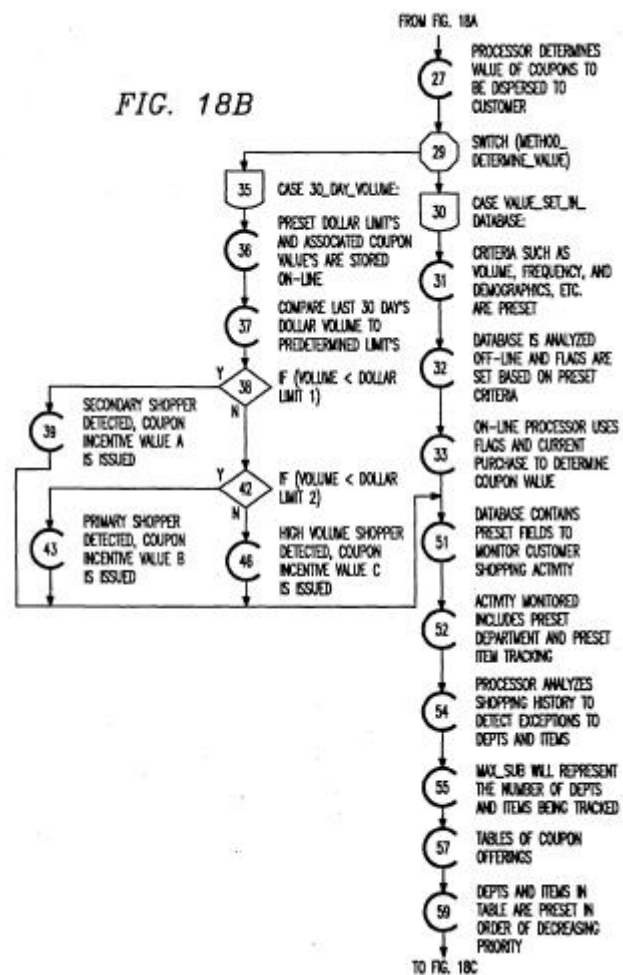 FROM FIG. 18A
27
PROCESSOR DETERMINES
VALUE OF COUPONS TO
BE DISPERSED TO
CUSTOMER
FIG. 18B
29
SWITCH (METHOD_
DETERMINE_VALUE)
35
CASE 30_DAY_VOLUME:
36
PRESET DOLLAR LIMIT'S
AND ASSOCIATED COUPON
VALUE'S ARE STORED
ON-LINE
37
COMPARE LAST 30 DAY'S
DOLLAR VOLUME TO
PREDETERMINED LIMIT'S
Y
38
N
IF (VOLUME < DOLLAR
LIMIT 1)
39
SECONDARY SHOPPER
DETECTED, COUPON
INCENTIVE VALUE A
IS ISSUED
Y
42
N
IF (VOLUME < DOLLAR
LIMIT 2)
43
PRIMARY SHOPPER
DETECTED, COUPON
INCENTIVE VALUE B
IS ISSUED
46
HIGH VOLUME SHOPPER
DETECTED, COUPON
INCENTIVE VALUE C
IS ISSUED
30
CASE VALUE_SET_IN_
DATABASE:
31
CRITERIA SUCH AS
VOLUME, FREQUENCY, AND
DEMOGRAPHICS, ETC.
ARE PRESET
32
DATABASE IS ANALYZED
OFF-LINE AND FLAGS ARE
SET BASED ON PRESET
CRITERIA
33
ON-LINE PROCESSOR USES
FLAGS AND CURRENT
PURCHASE TO DETERMINE
COUPON VALUE
51
DATABASE CONTAINS
PRESET FIELDS TO
MONITOR CUSTOMER
SHOPPING ACTIVITY
52
ACTIVITY MONITORED
INCLUDES PRESET
DEPARTMENT AND PRESET
ITEM TRACKING
54
PROCESSOR ANALYZES
SHOPPING HISTORY TO
DETECT EXCEPTIONS TO
DEPTS AND ITEMS
55
MAX_SUB WILL REPRESENT
THE NUMBER OF DEPTS
AND ITEMS BEING TRACKED
57
TABLES OF COUPON
OFFERINGS
59
DEPTS AND ITEMS IN
TABLE ARE PRESET IN
ORDER OF DECREASING
PRIORITY
TO FIG. 18C